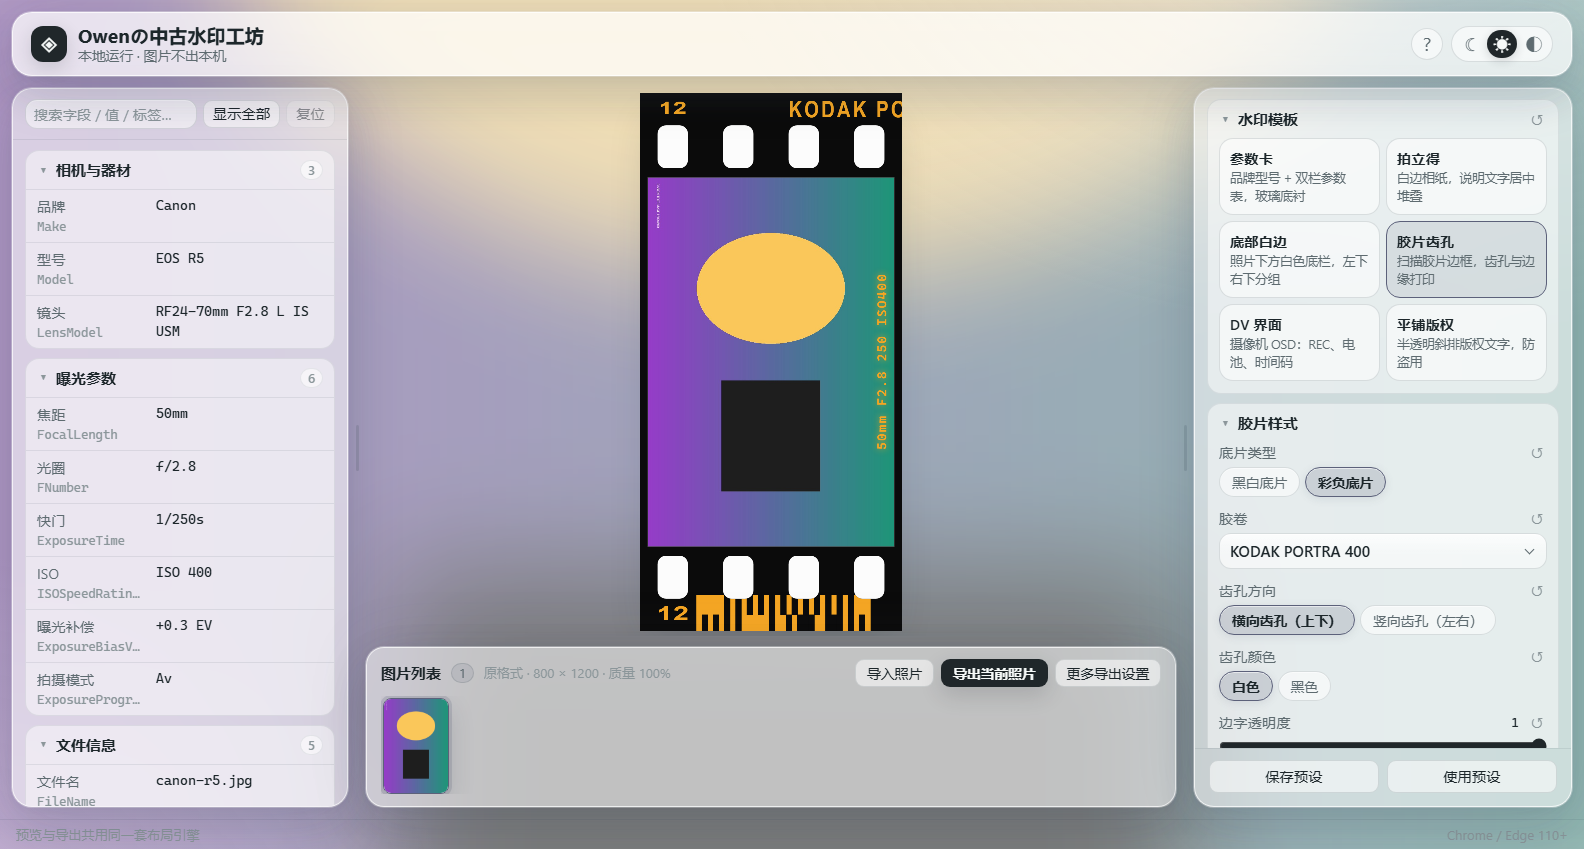 Owenの中古水印工坊
本地运行 · 图片不出本机
?
搜索字段 / 值 / 标签...
显示全部
复位
相机与器材
3
品牌
Canon
Make
型号
EOS R5
Model
镜头
RF24-70mm F2.8 L IS
USM
LensModel
曝光参数
6
焦距
50mm
FocalLength
光圈
f/2.8
FNumber
快门
1/250s
ExposureTime
ISO
ISO 400
ISOSpeedRatin…
曝光补偿
+0.3 EV
ExposureBiasV…
拍摄模式
Av
ExposureProgr…
文件信息
5
文件名
canon-r5.jpg
FileName
12
KODAK PO
50mm F2.8 250 ISO400
12
图片列表
1
原格式 · 800 × 1200 · 质量 100%
导入照片
导出当前照片
更多导出设置
水印模板
参数卡
品牌型号 + 双栏参数
表，玻璃底衬
拍立得
白边相纸，说明文字居中
堆叠
底部白边
照片下方白色底栏，左下
右下分组
胶片齿孔
扫描胶片边框，齿孔与边
缘打印
DV 界面
摄像机 OSD：REC、电
池、时间码
平铺版权
半透明斜排版权文字，防
盗用
胶片样式
底片类型
黑白底片
彩负底片
胶卷
KODAK PORTRA 400
齿孔方向
横向齿孔（上下）
竖向齿孔（左右）
齿孔颜色
白色
黑色
边字透明度
1
保存预设
使用预设
预览与导出共用同一套布局引擎
Chrome / Edge 110+